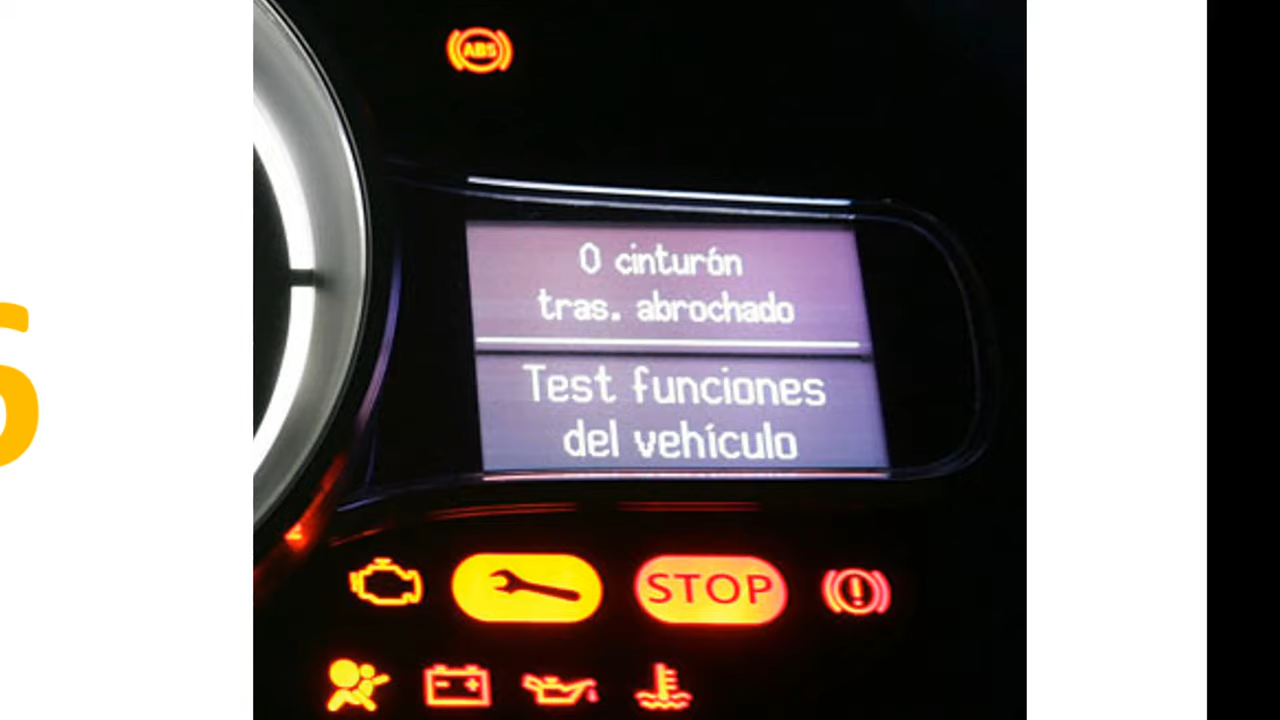 ABS
0 cinturón
tras. abrochado
Test funciones
del vehículo
STOP